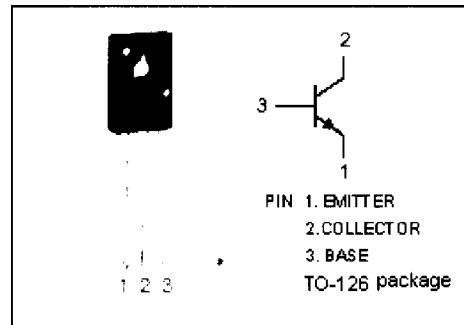 2
3
1
PIN 1. EMITTER
2. COLLECTOR
3. BASE
TO-126 package
1 2 3